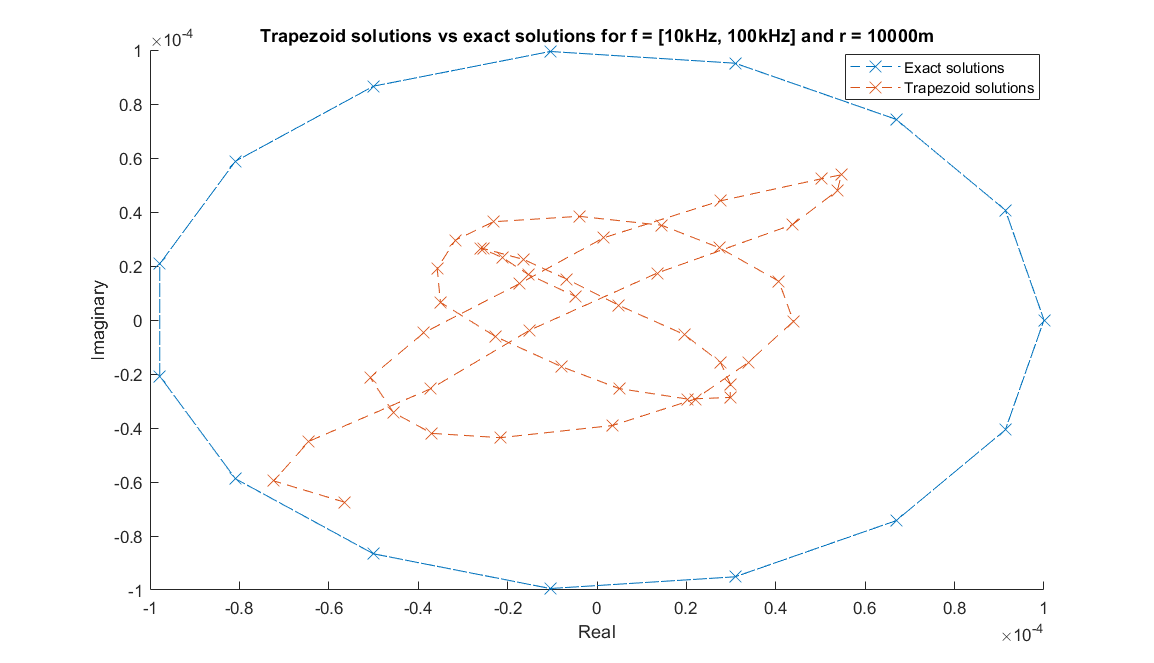 Trapezoid solutions vs exact solutions for f = [10kHz, 100kHz] and r = 10000m
×10-4
Exact solutions
Trapezoid solutions
1
0.8
0.6
0.4
0.2
0
-0.2
-0.4
-0.6
-0.8
-1
Imaginary
-1 -0.8 -0.6 -0.4 -0.2 0 0.2 0.4 0.6 0.8 1
Real
×10-4